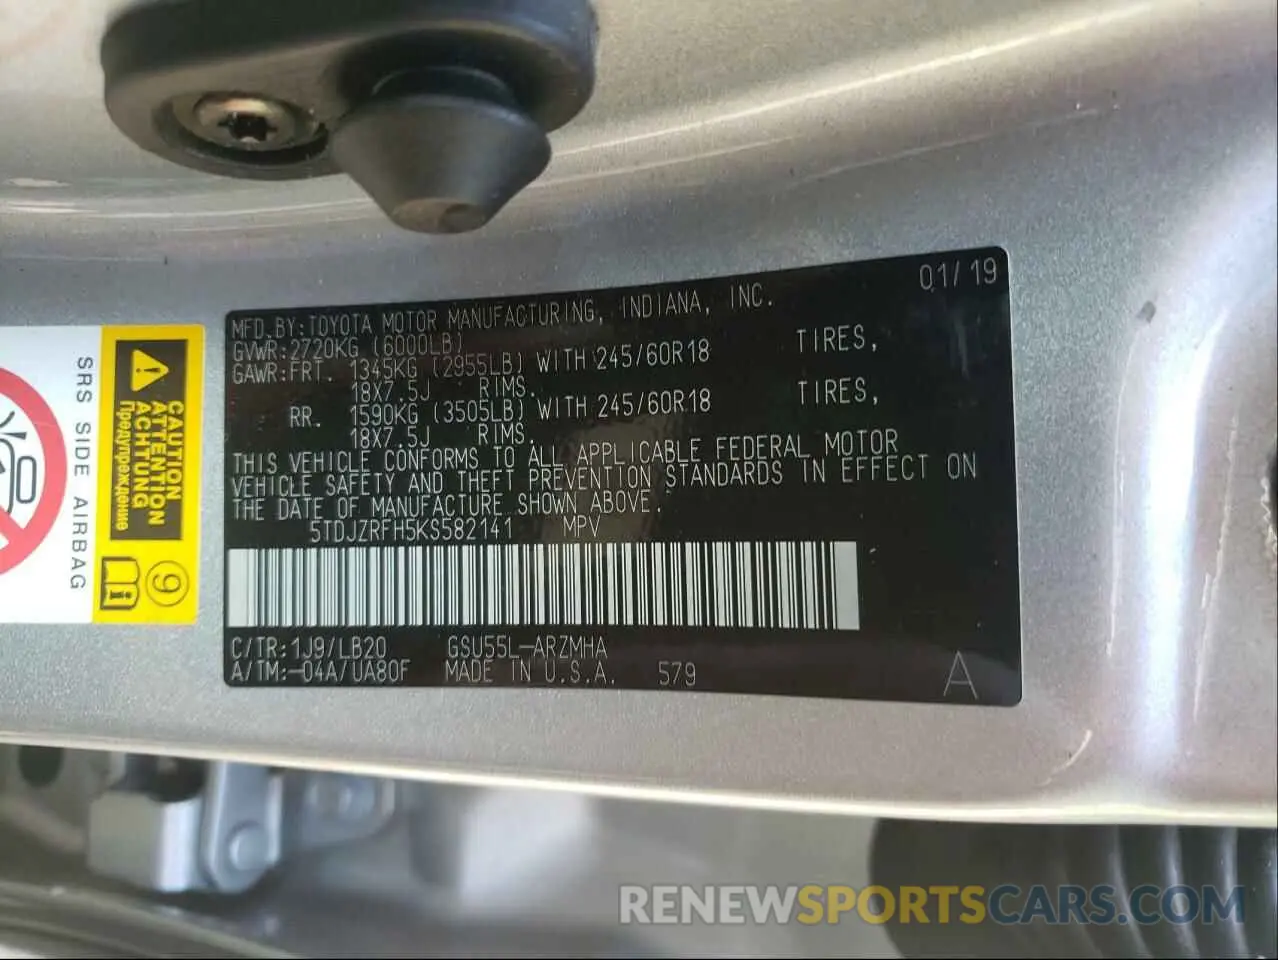 01/19
MFD.BY:TOYOTA MOTOR MANUFACTURING, INDIANA, INC.
GVWR:2720KG (6000LB)
GAWR:FRT. 1345KG (2955LB) WITH 245/60R18 TIRES,
18X7.5J RIMS.
RR. 1590KG (3505LB) WITH 245/60R18 TIRES,
18X7.5J RIMS.
THIS VEHICLE CONFORMS TO ALL APPLICABLE FEDERAL MOTOR
VEHICLE SAFETY AND THEFT PREVENTION STANDARDS IN EFFECT ON
THE DATE OF MANUFACTURE SHOWN ABOVE.
5TDJZRFH5KS582141 MPV
C/TR:1J9/LB20 GSU55L-ARZMHA
A/TM:-04A/UA80F MADE IN U.S.A. 579
A
CAUTION
ATTENTION
ACHTUNG
Предупреждение
9
SRS SIDE AIRBAG
RENEWSPORTSCARS.COM